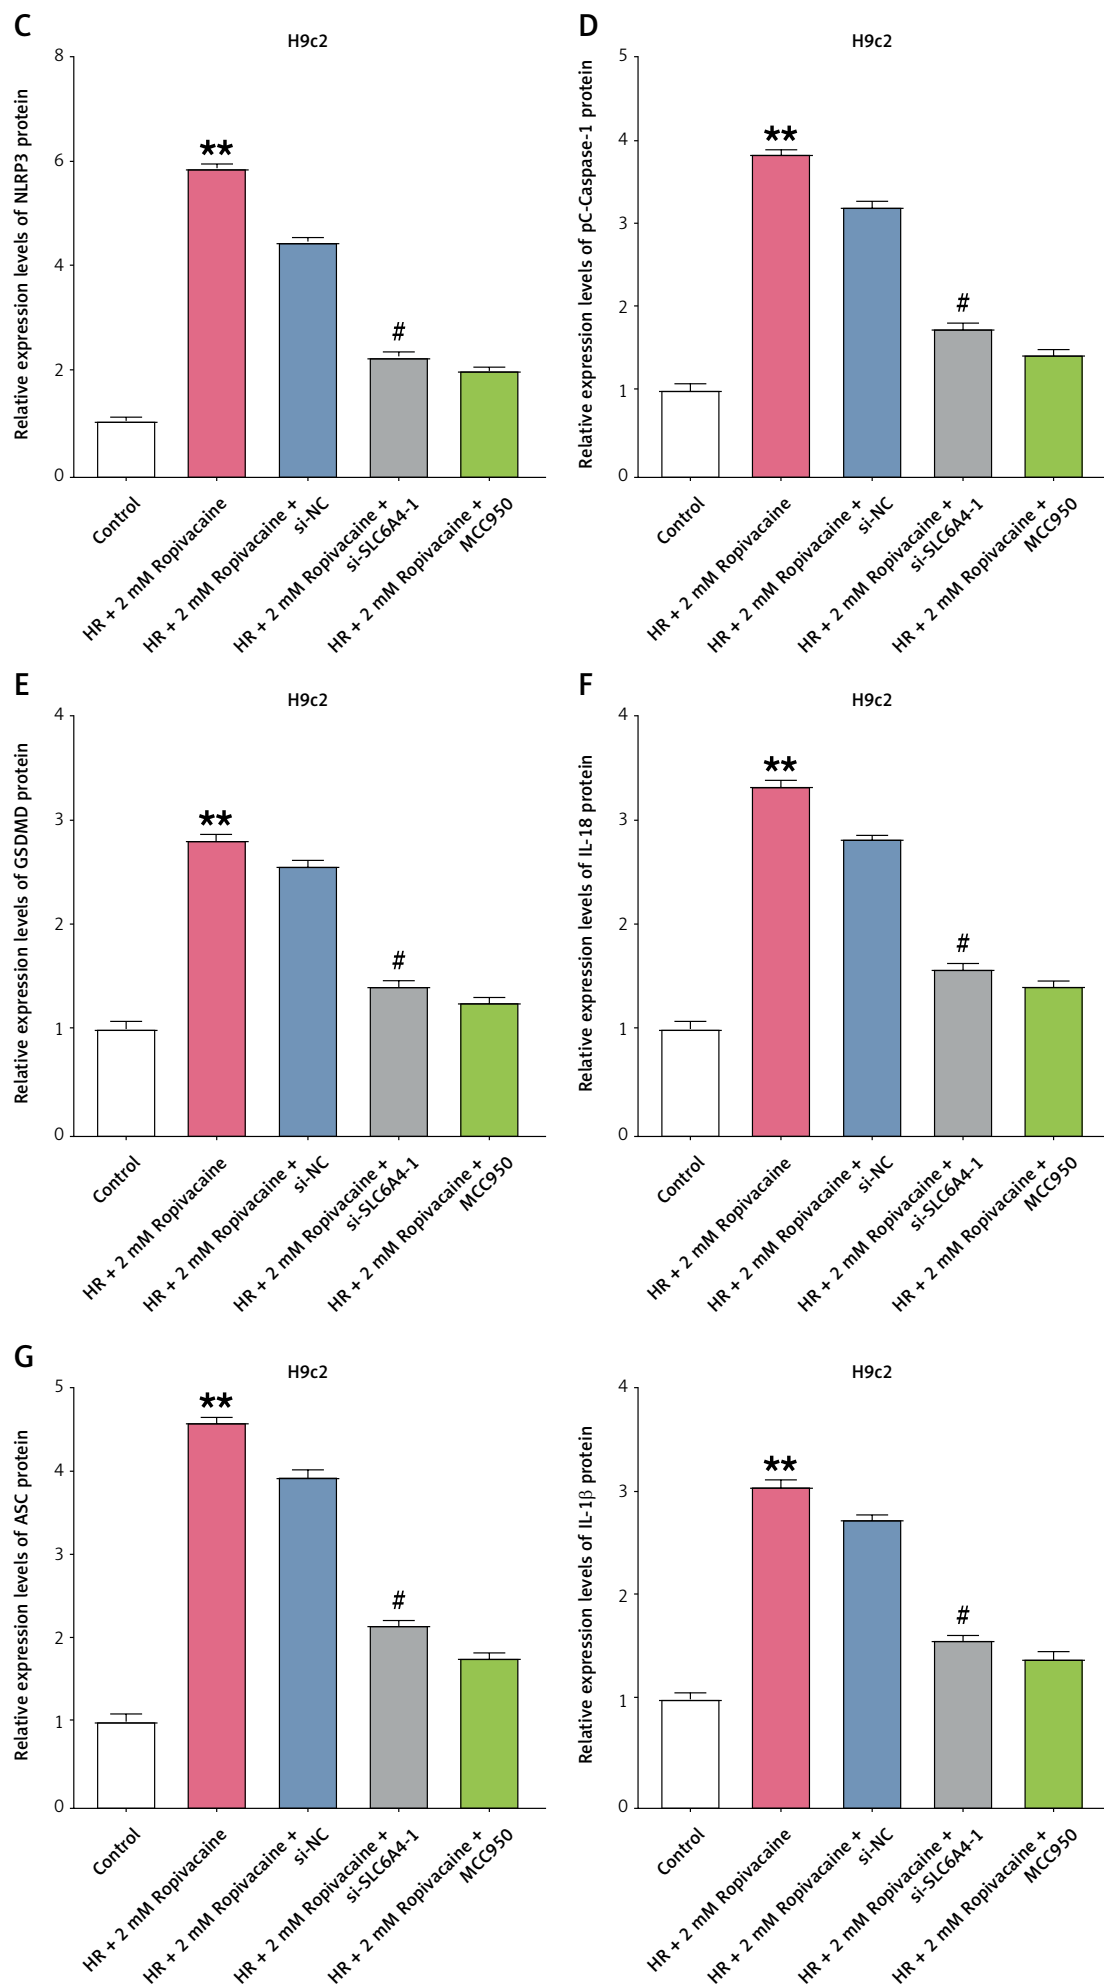 C
H9c2
Relative expression levels of NLRP3 protein
8
6
4
2
0
**
#
Control
HR + 2 mM Ropivacaine
HR + 2 mM Ropivacaine +
si-NC
HR + 2 mM Ropivacaine +
si-SLC6A4-1
HR + 2 mM Ropivacaine +
MCC950
D
H9c2
Relative expression levels of pC-Caspase-1 protein
5
4
3
2
1
0
**
#
Control
HR + 2 mM Ropivacaine
HR + 2 mM Ropivacaine +
si-NC
HR + 2 mM Ropivacaine +
si-SLC6A4-1
HR + 2 mM Ropivacaine +
MCC950
E
H9c2
Relative expression levels of GSDMD protein
4
3
2
1
0
**
#
Control
HR + 2 mM Ropivacaine
HR + 2 mM Ropivacaine +
si-NC
HR + 2 mM Ropivacaine +
si-SLC6A4-1
HR + 2 mM Ropivacaine +
MCC950
F
H9c2
Relative expression levels of IL-18 protein
4
3
2
1
0
**
#
Control
HR + 2 mM Ropivacaine
HR + 2 mM Ropivacaine +
si-NC
HR + 2 mM Ropivacaine +
si-SLC6A4-1
HR + 2 mM Ropivacaine +
MCC950
G
H9c2
Relative expression levels of ASC protein
5
4
3
2
1
0
**
#
Control
HR + 2 mM Ropivacaine
HR + 2 mM Ropivacaine +
si-NC
HR + 2 mM Ropivacaine +
si-SLC6A4-1
HR + 2 mM Ropivacaine +
MCC950
H9c2
Relative expression levels of IL-1β protein
4
3
2
1
0
**
#
Control
HR + 2 mM Ropivacaine
HR + 2 mM Ropivacaine +
si-NC
HR + 2 mM Ropivacaine +
si-SLC6A4-1
HR + 2 mM Ropivacaine +
MCC950